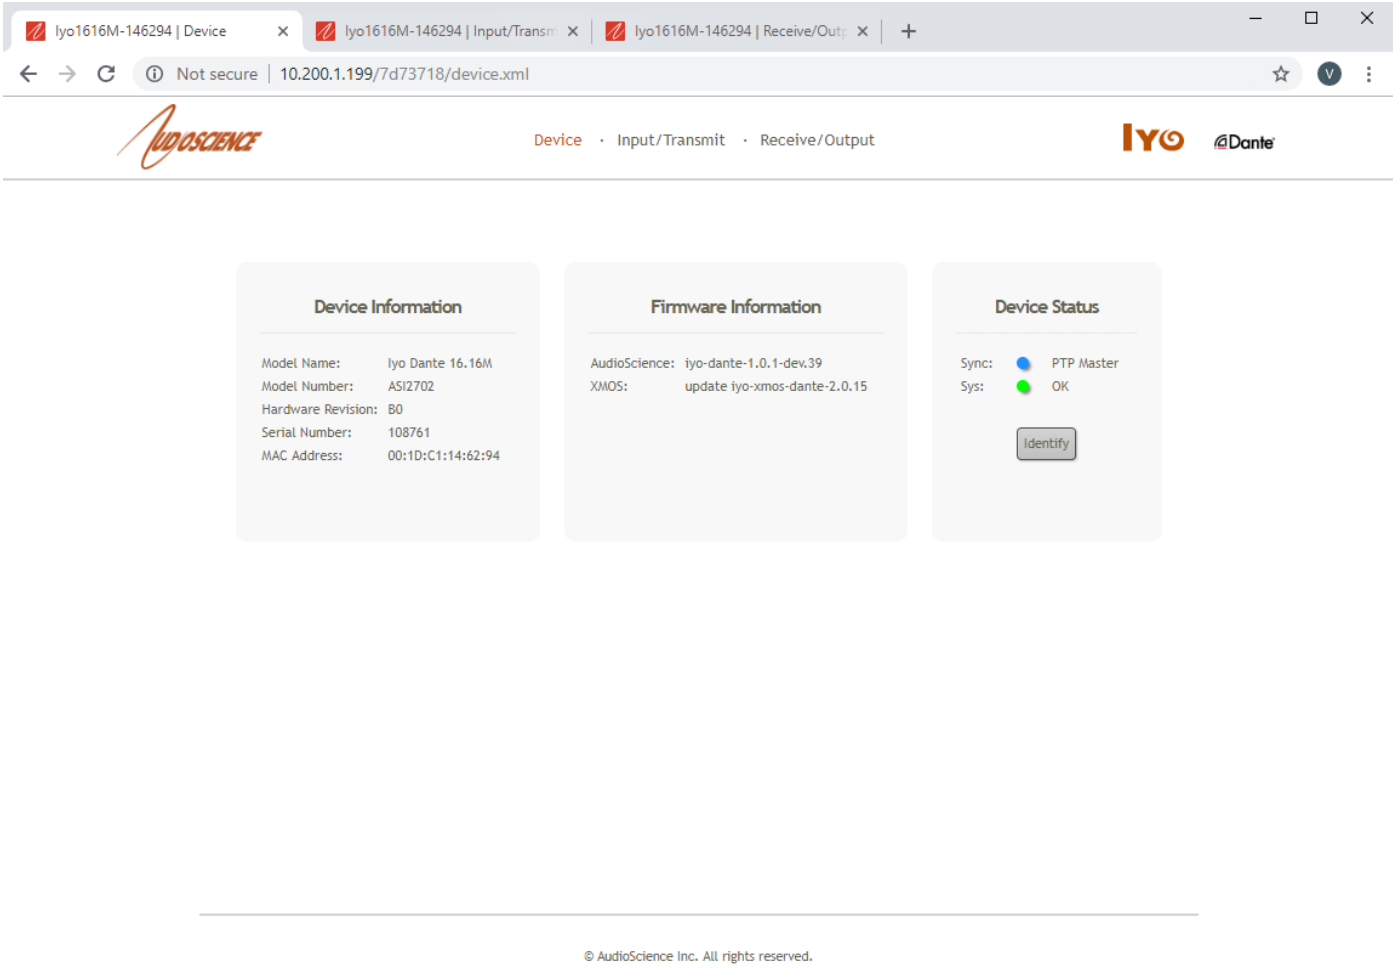 Iyo1616M-146294 | Device
Iyo1616M-146294 | Input/Transm
Iyo1616M-146294 | Receive/Outp
Not secure | 10.200.1.199/7d73718/device.xml
V
AUDIOSCIENCE
Device · Input/Transmit · Receive/Output
IYO
Dante
Device Information
Model Name: Iyo Dante 16.16M
Model Number: ASI2702
Hardware Revision: B0
Serial Number: 108761
MAC Address: 00:1D:C1:14:62:94
Firmware Information
AudioScience: iyo-dante-1.0.1-dev.39
XMOS: update iyo-xmos-dante-2.0.15
Device Status
Sync: PTP Master
Sys: OK
Identify
© AudioScience Inc. All rights reserved.